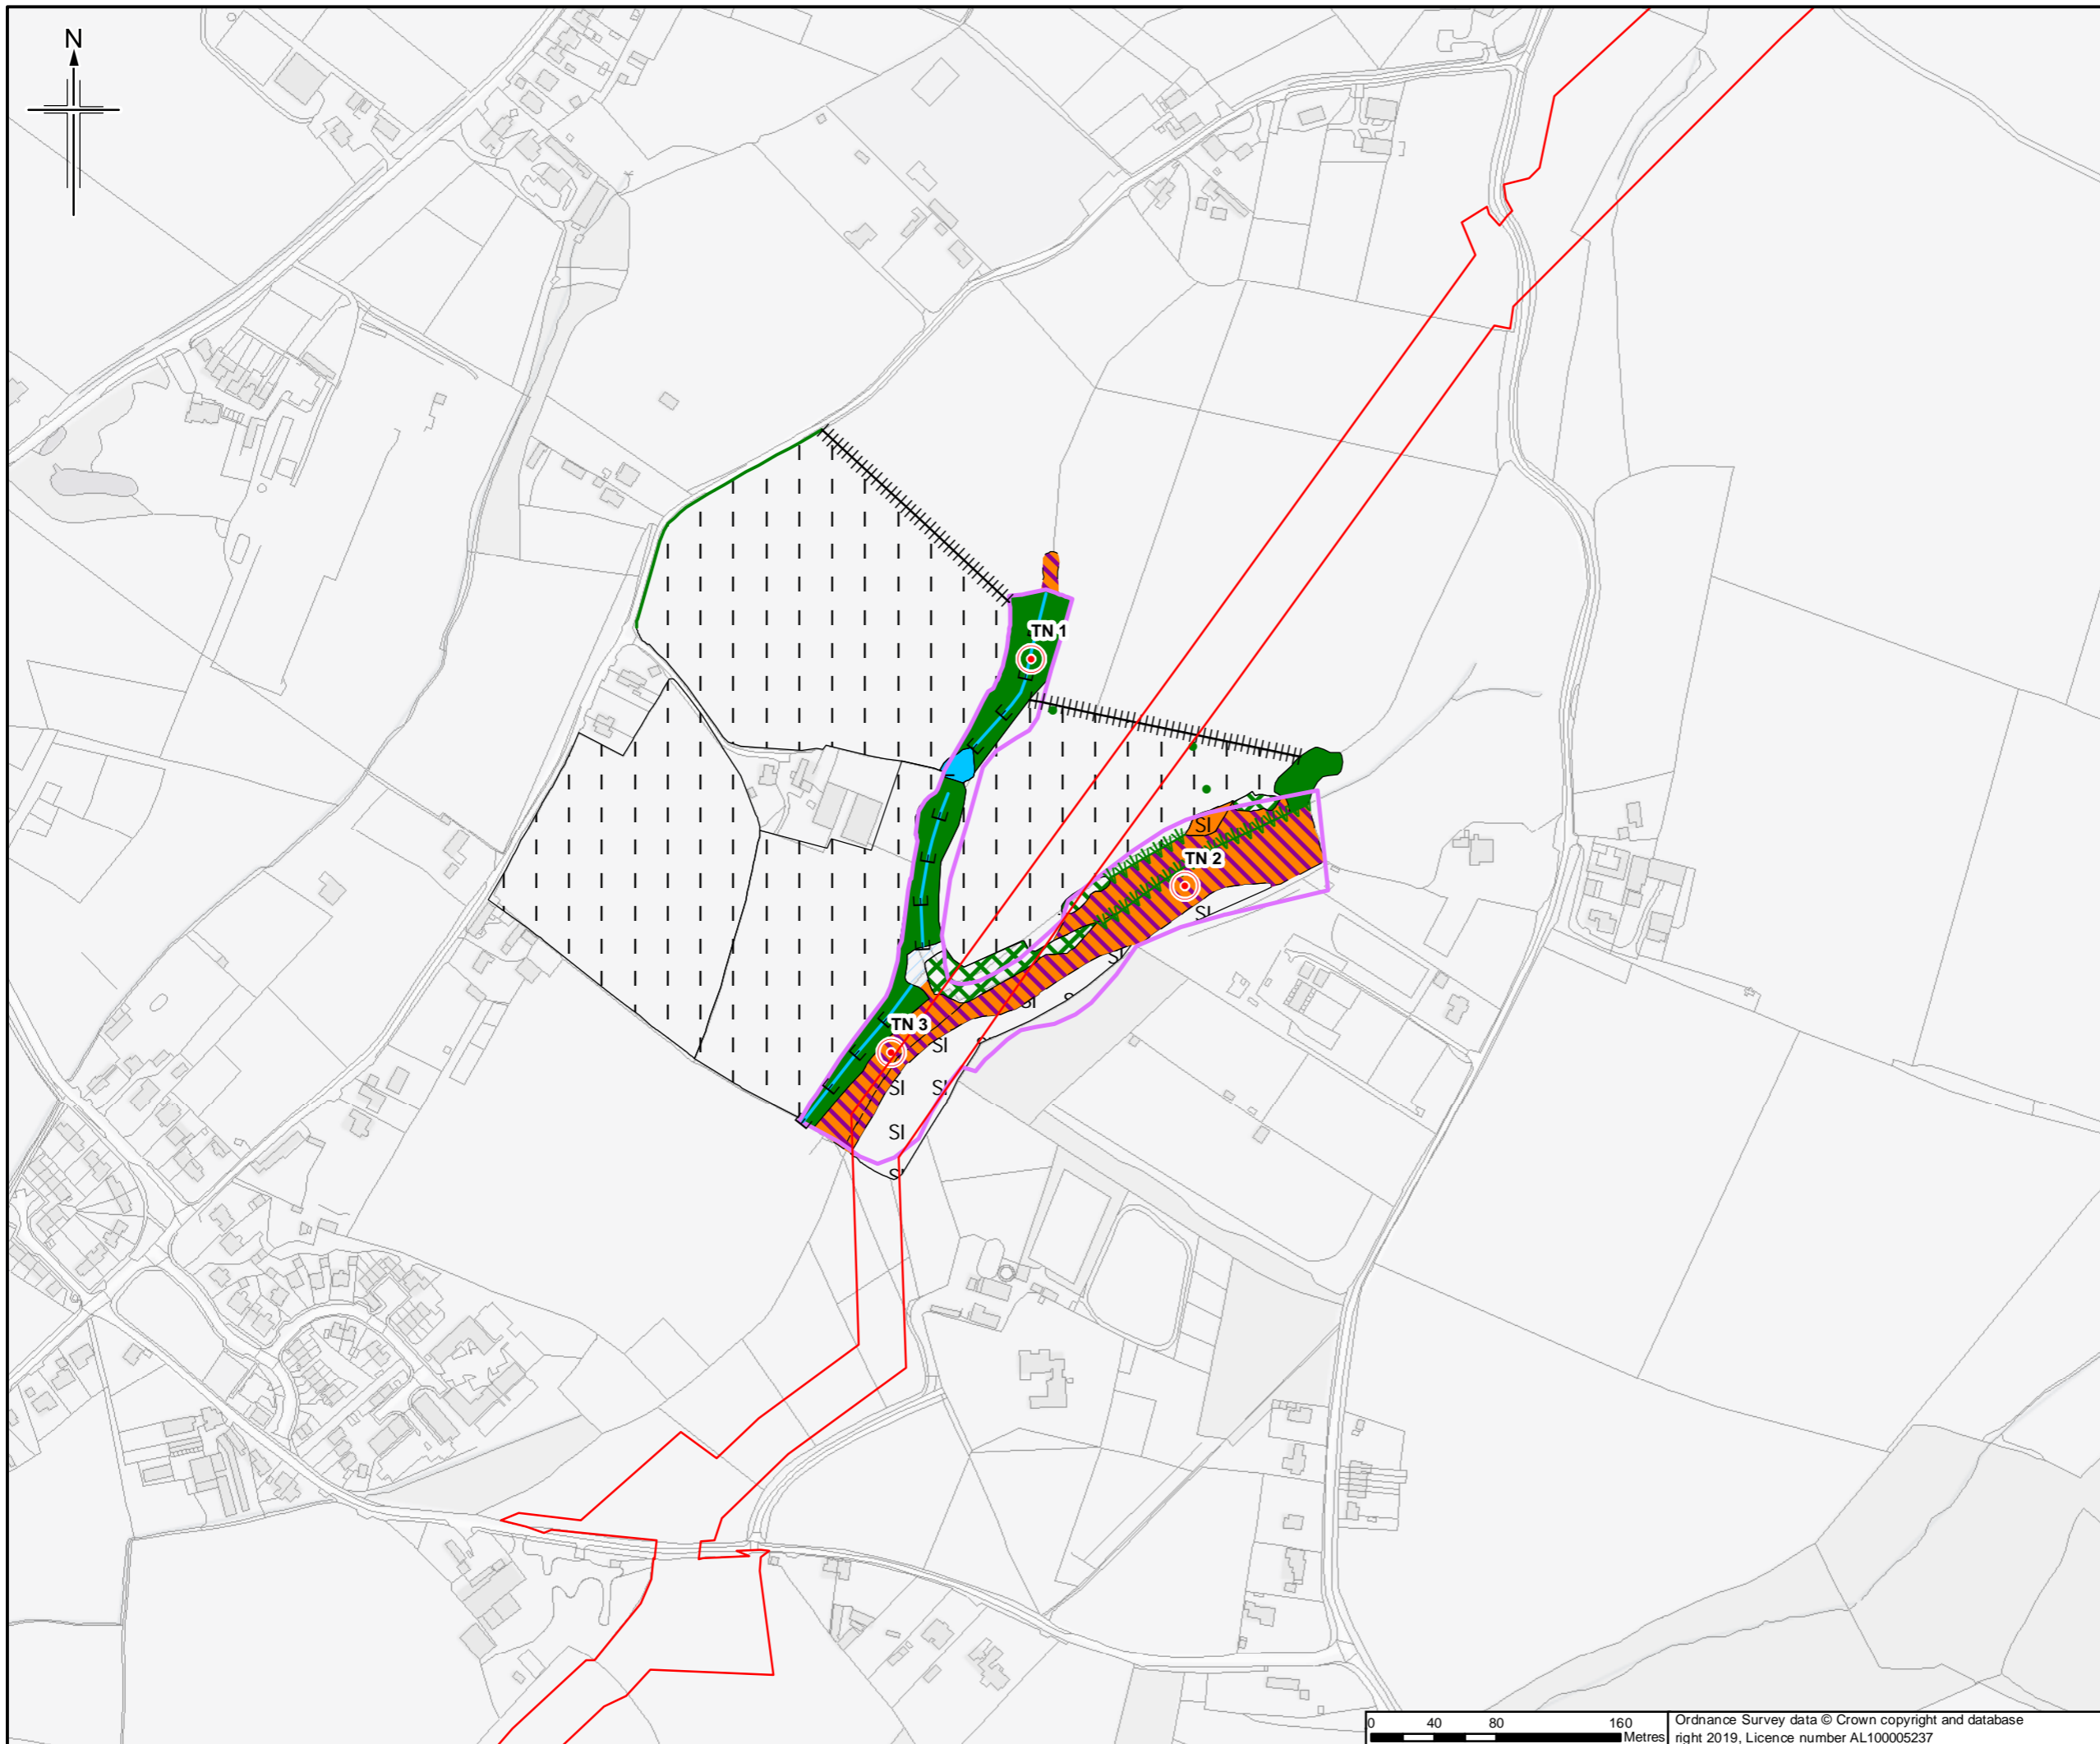 N
TN 1
E
E
E
E
E
E
E
SI
TN 2
SI
E
SI
SI
E
TN 3
SI
E
E
SI
SI
SI
0 40 80 160
Metres
Ordnance Survey data © Crown copyright and database
right 2019, Licence number AL100005237